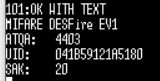 101:OK WITH TEXT
MIFARE DESFire EV1
ATQA: 4403
UID: 041B59121A5180
SAK: 20